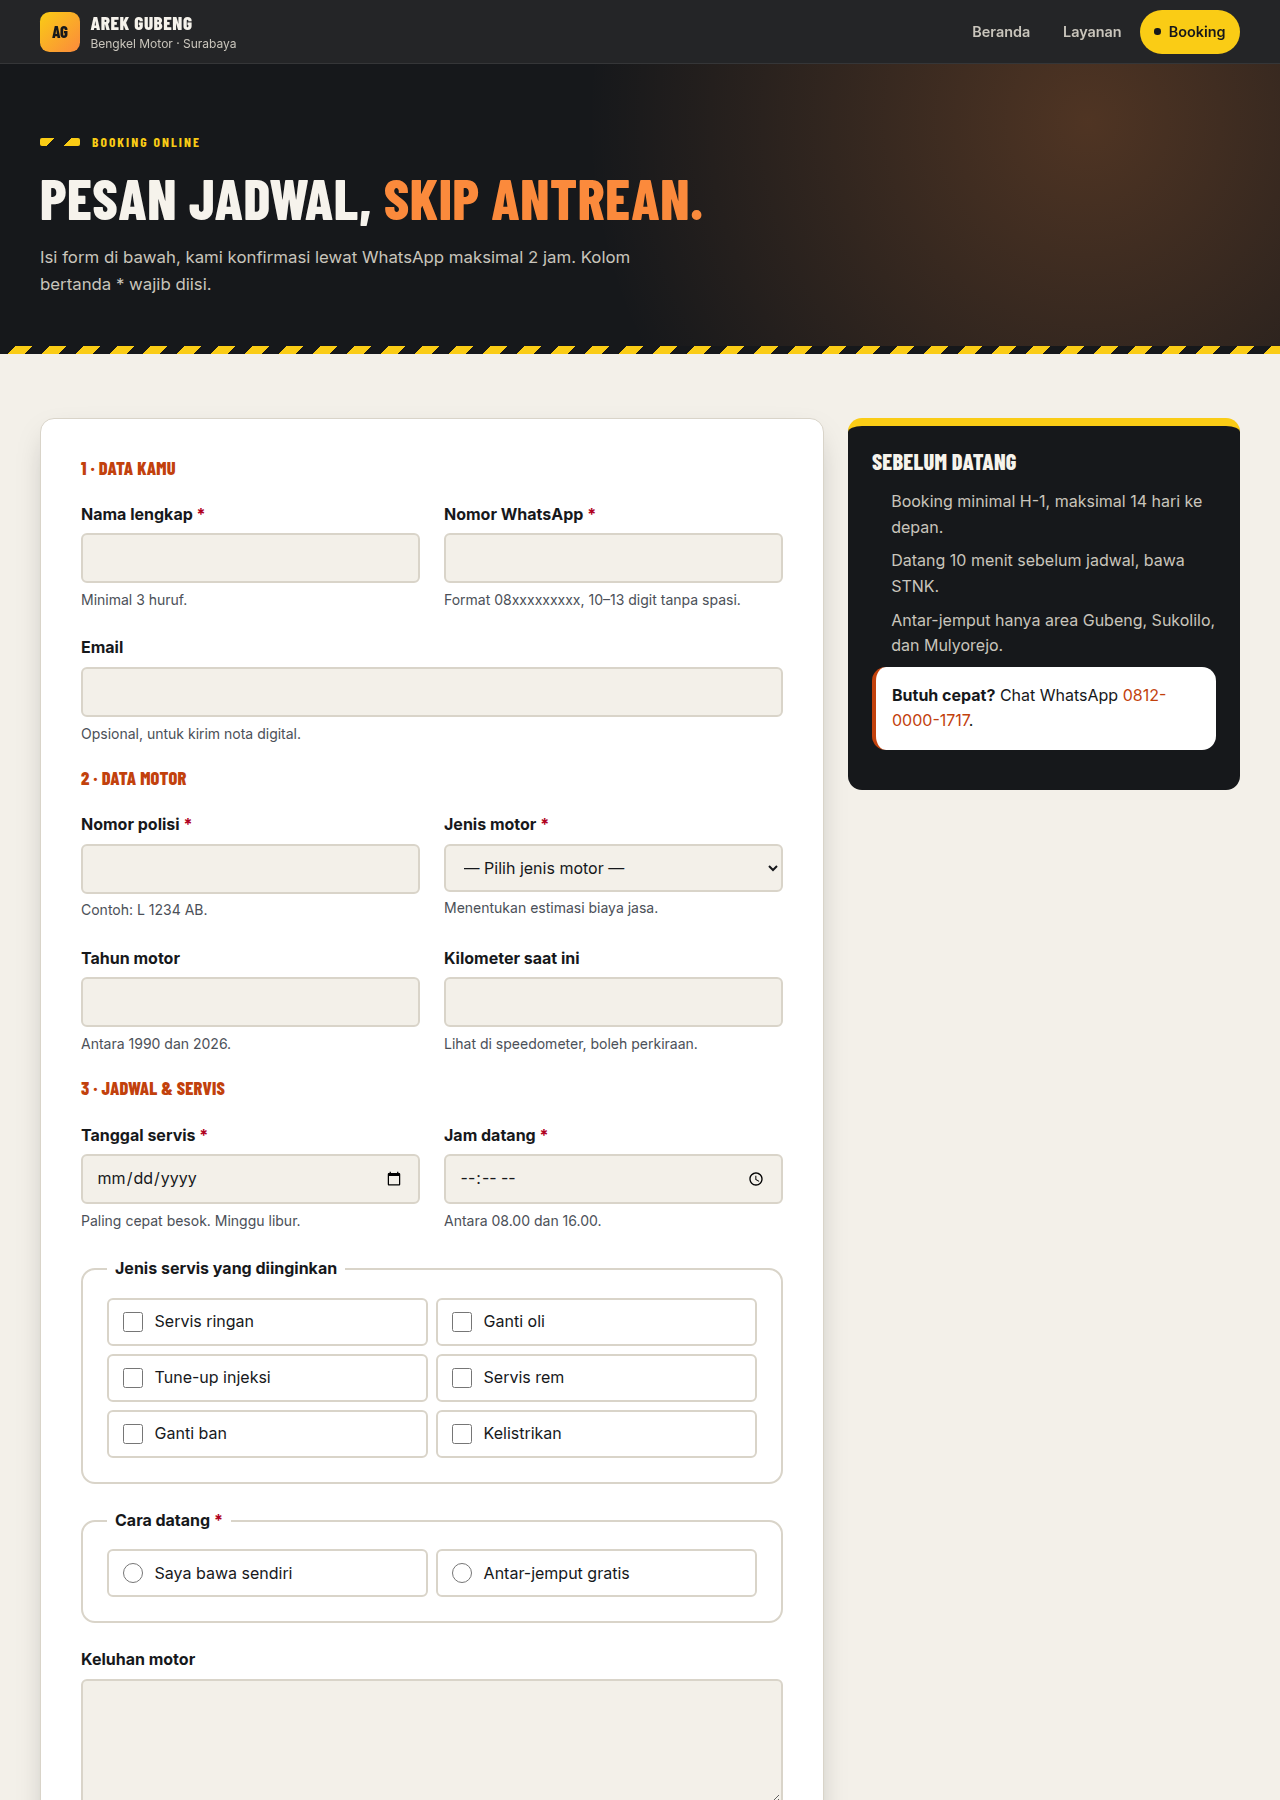 AG
AREK GUBENG
Bengkel Motor · Surabaya
Beranda
Layanan
Booking
BOOKING ONLINE
PESAN JADWAL, SKIP ANTREAN.
Isi form di bawah, kami konfirmasi lewat WhatsApp maksimal 2 jam. Kolom
bertanda * wajib diisi.
1 · DATA KAMU
Nama lengkap *
Nomor WhatsApp *
Minimal 3 huruf.
Format 08xxxxxxxxx, 10–13 digit tanpa spasi.
Email
Opsional, untuk kirim nota digital.
2 · DATA MOTOR
Nomor polisi *
Jenis motor *
— Pilih jenis motor —
Contoh: L 1234 AB.
Menentukan estimasi biaya jasa.
Tahun motor
Kilometer saat ini
Antara 1990 dan 2026.
Lihat di speedometer, boleh perkiraan.
3 · JADWAL & SERVIS
Tanggal servis *
Jam datang *
mm/dd/yyyy
--:-- --
Paling cepat besok. Minggu libur.
Antara 08.00 dan 16.00.
Jenis servis yang diinginkan
Servis ringan
Ganti oli
Tune-up injeksi
Servis rem
Ganti ban
Kelistrikan
Cara datang *
Saya bawa sendiri
Antar-jemput gratis
Keluhan motor
SEBELUM DATANG
Booking minimal H-1, maksimal 14 hari ke
depan.
Datang 10 menit sebelum jadwal, bawa
STNK.
Antar-jemput hanya area Gubeng, Sukolilo,
dan Mulyorejo.
Butuh cepat? Chat WhatsApp 0812-
0000-1717.